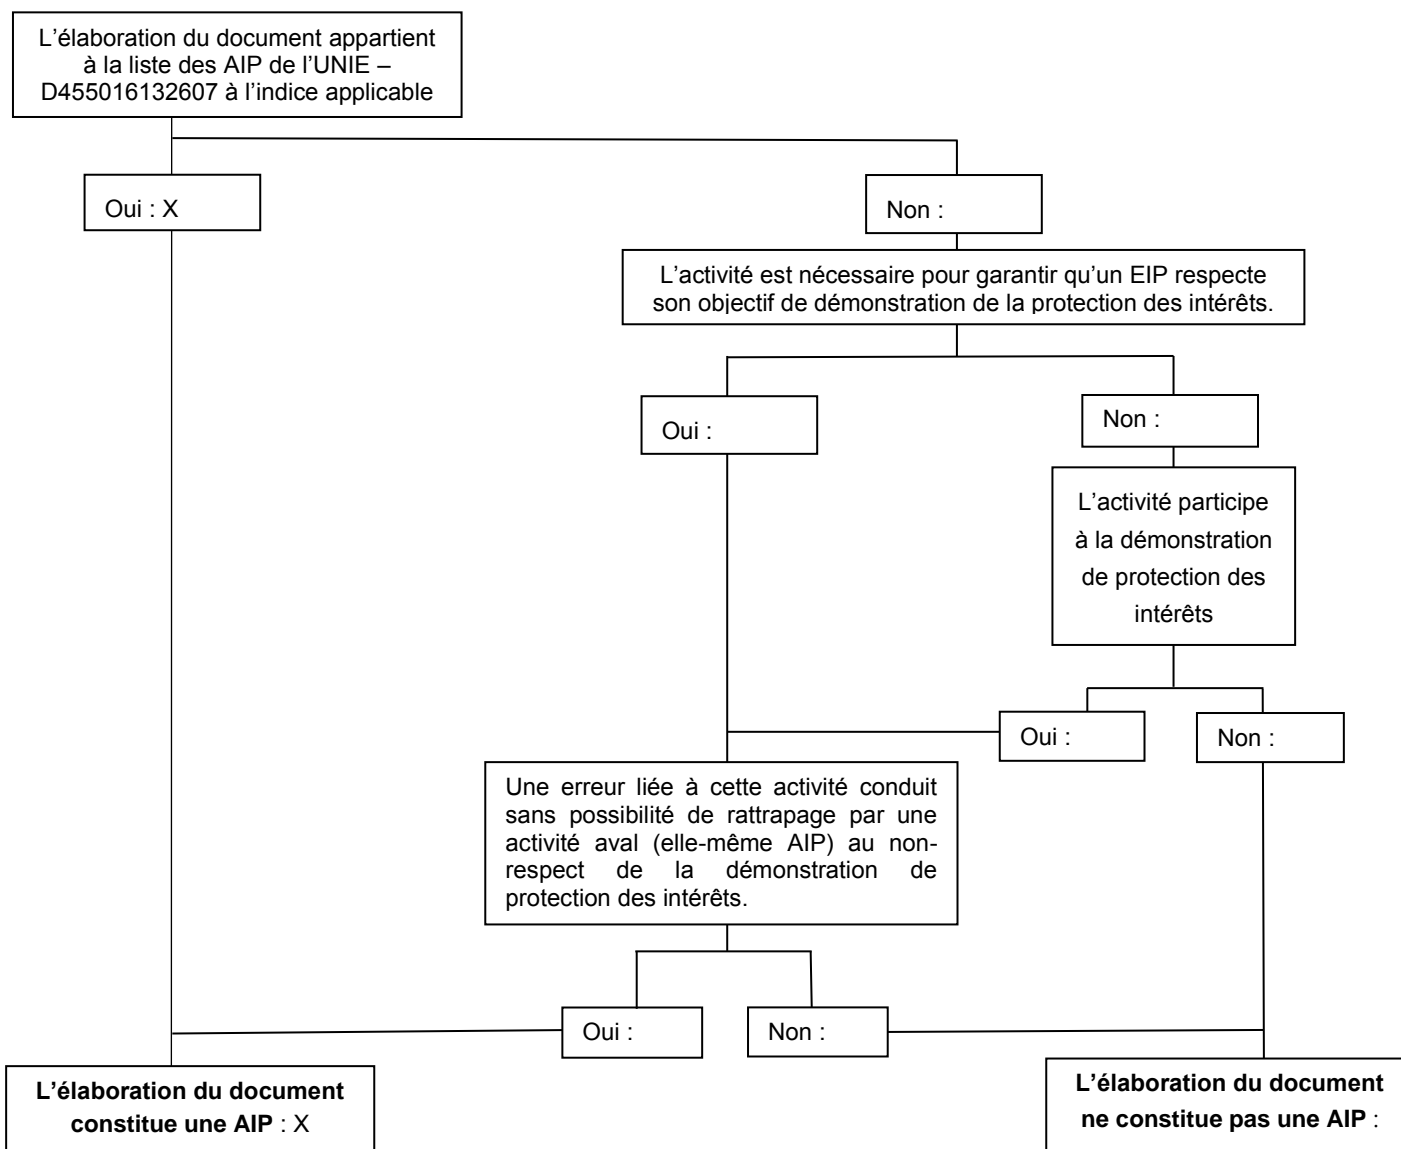 L'élaboration du document appartient
à la liste des AIP de l'UNIE –
D455016132607 à l'indice applicable
Oui : X
Non :
L'activité est nécessaire pour garantir qu'un EIP respecte
son objectif de démonstration de la protection des intérêts.
Oui :
Non :
L'activité participe
à la démonstration
de protection des
intérêts
Oui :
Non :
Une erreur liée à cette activité conduit
sans possibilité de rattrapage par une
activité aval (elle-même AIP) au non-
respect de la démonstration de
protection des intérêts.
Oui :
Non :
L'élaboration du document
constitue une AIP : X
L'élaboration du document
ne constitue pas une AIP :